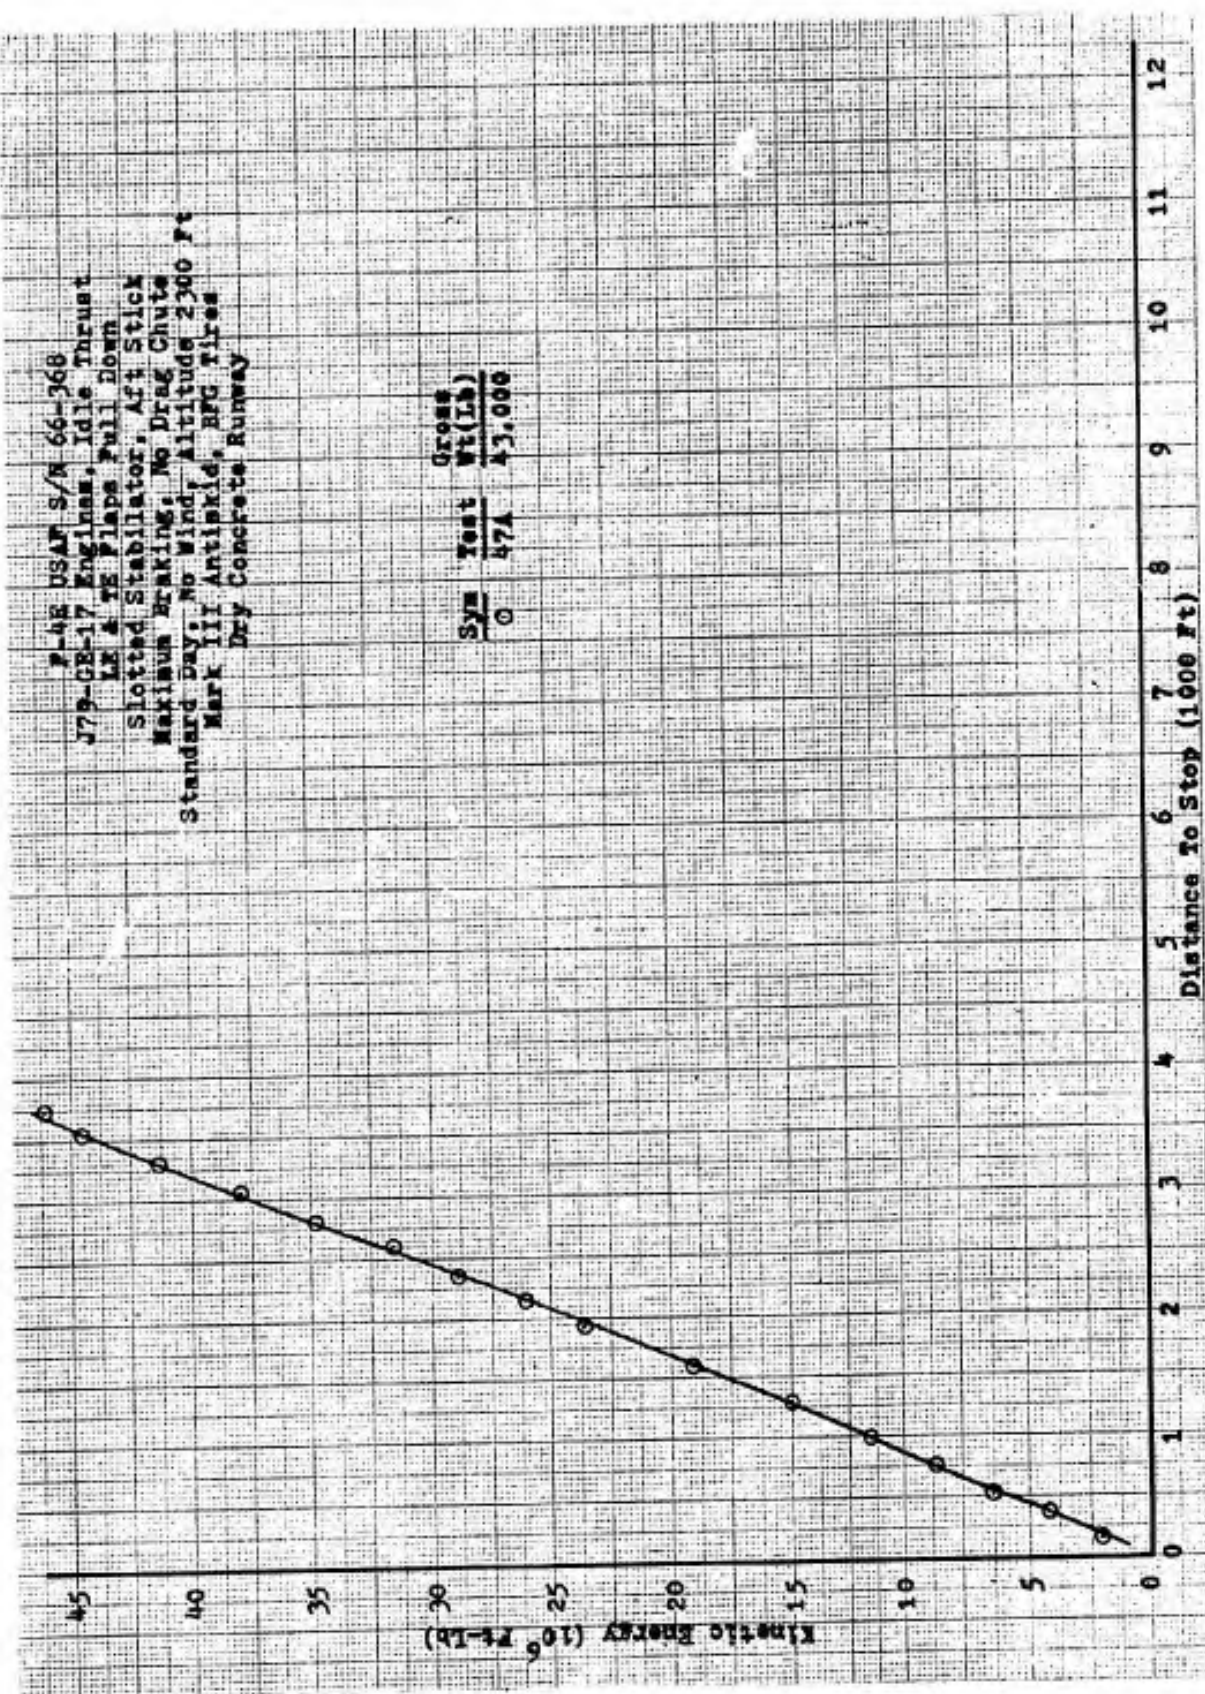 F-4E USAF S/N 66-368
J79-GE-17 Engines, Idle Thrust
LE & TE Flaps Full Down
Slotted Stabilator, Aft Stick
Maximum Braking, No Drag Chute
Standard Day, No Wind, Altitude 2300 Ft
Mark III Antiskid, BFG Tires
Dry Concrete Runway
Sym Test Gross Wt(Lb)
⊙ 47A 43,000
Kinetic Energy (10⁶ Ft-Lb)
45
40
35
30
25
20
15
10
5
0
0 1 2 3 4 5 6 7 8 9 10 11 12
Distance To Stop (1000 Ft)